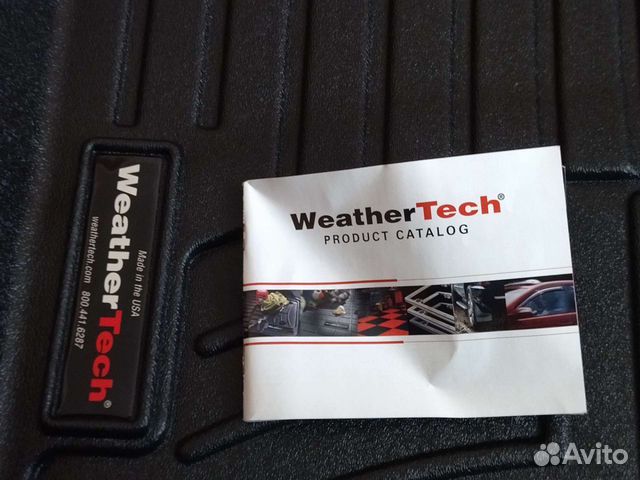 WeatherTech®
PRODUCT CATALOG
Made in the USA
WeatherTech®
weathertech.com 800.441.6287
Avito